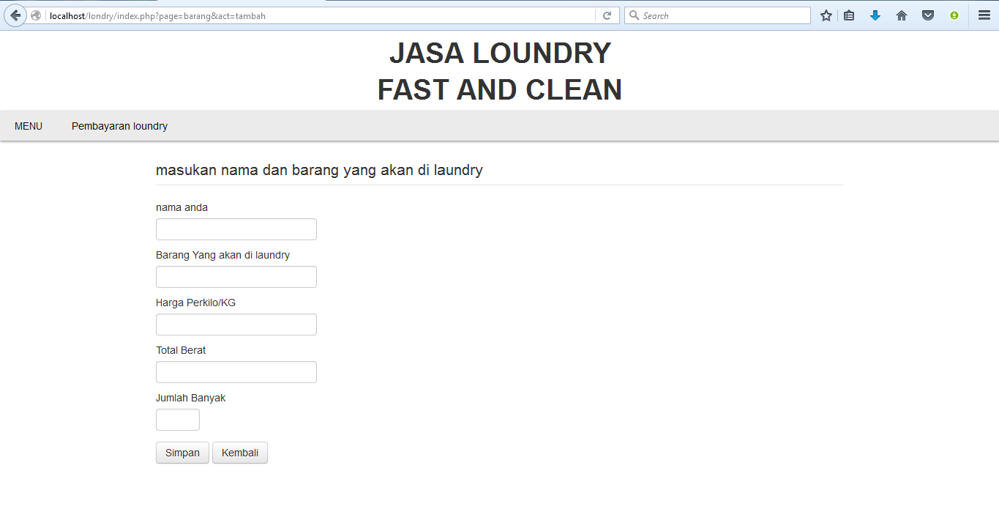 localhost/londry/index.php?page=barang&act=tambah
Search
JASA LOUNDRY
FAST AND CLEAN
MENU Pembayaran loundry
masukan nama dan barang yang akan di laundry
nama anda
Barang Yang akan di laundry
Harga Perkilo/KG
Total Berat
Jumlah Banyak
Simpan Kembali